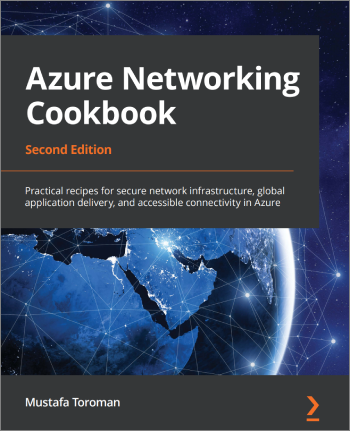 Azure Networking
Cookbook
Second Edition
Practical recipes for secure network infrastructure, global
application delivery, and accessible connectivity in Azure
Mustafa Toroman